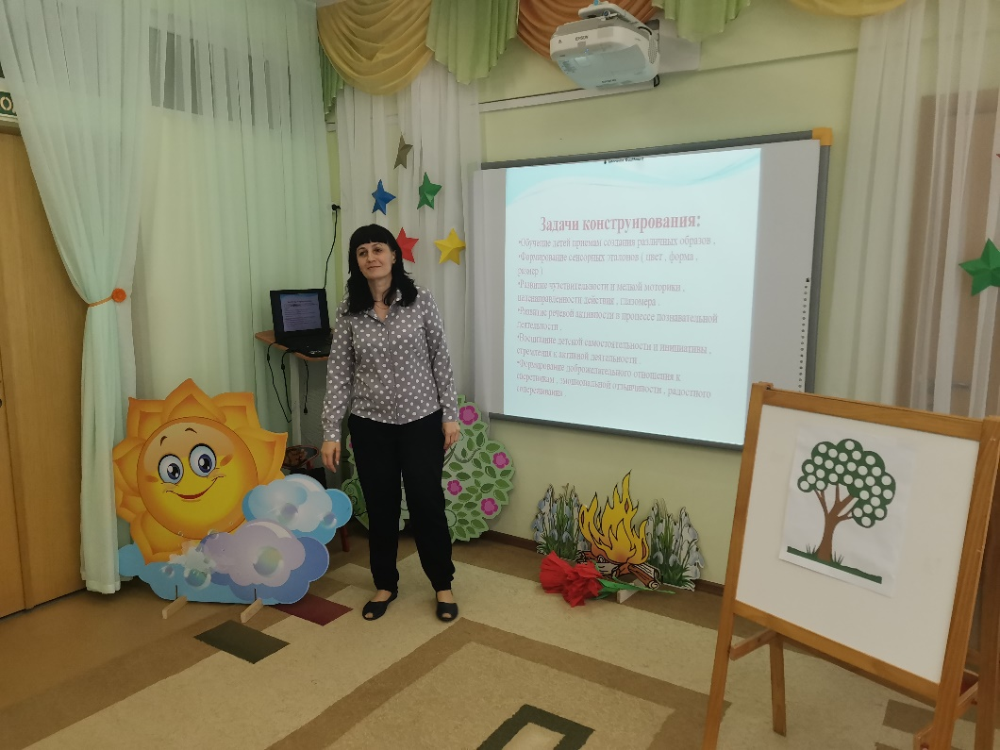 EPSON
Задачи конструирования:
•Обучение детей приемам создания различных образов .
•Формирование сенсорных эталонов ( цвет , форма ,
размер )
•Развитие чувствительности и мелкой моторики ,
целенаправленности действия , глазомера .
•Развитие речевой активности в процессе познавательной
деятельности .
•Воспитание детской самостоятельности и инициативы ,
стремления к активной деятельности .
•Формирование доброжелательного отношения к
сверстникам , эмоциональной отзывчивости , радостного
сопереживания .